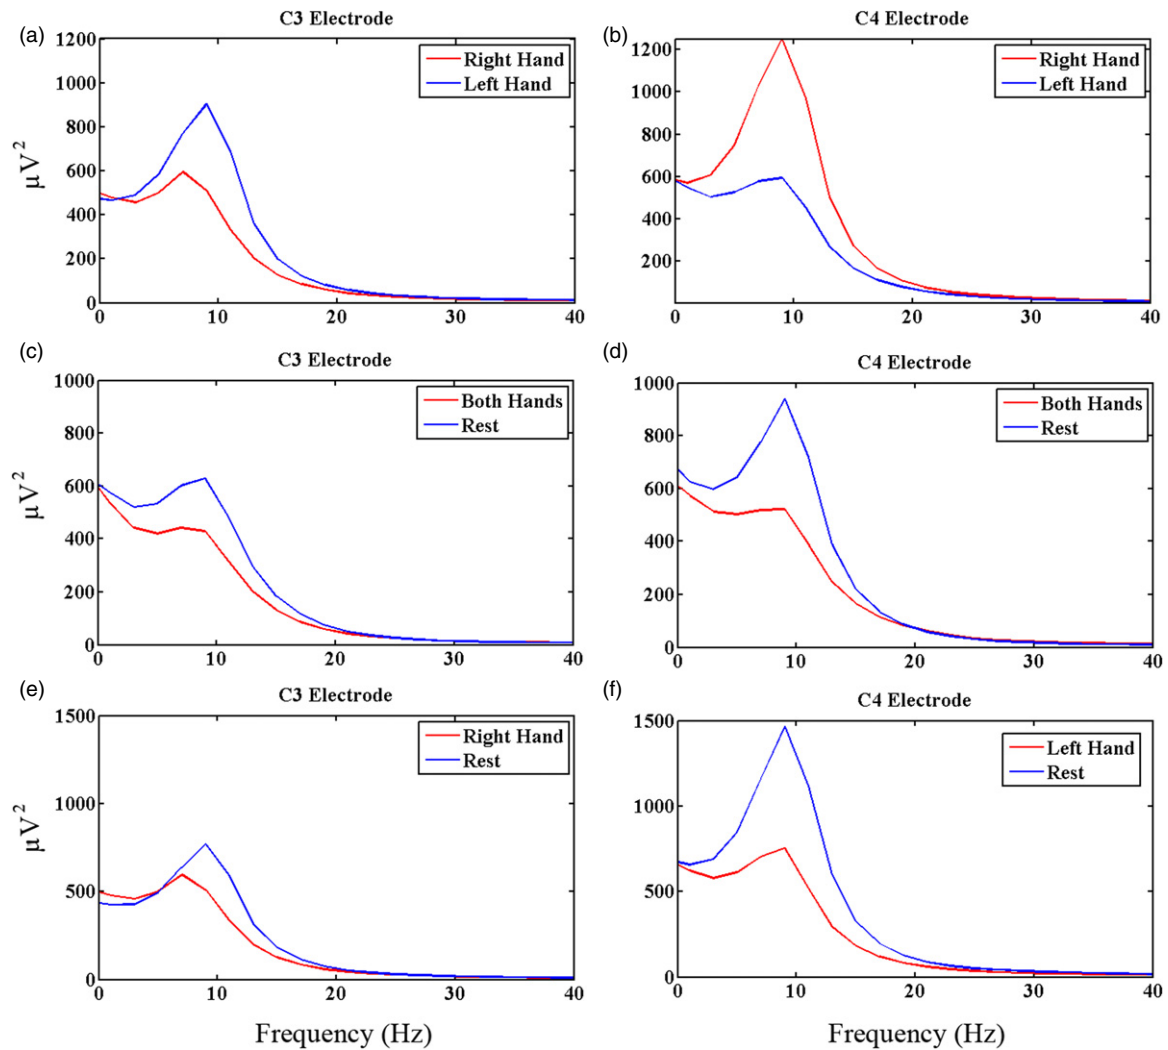 C3 Electrode
C4 Electrode
(a)
(b)
1200
1000
800
600
400
200
0
μV²
Right Hand
Left Hand
0 10 20 30 40
1200
1000
800
600
400
200
Right Hand
Left Hand
0 10 20 30 40
(c)
C3 Electrode
(d)
C4 Electrode
1000
800
600
400
200
0
μV²
Both Hands
Rest
0 10 20 30 40
1000
800
600
400
200
0
Both Hands
Rest
0 10 20 30 40
(e)
C3 Electrode
(f)
C4 Electrode
1500
1000
500
0
μV²
Right Hand
Rest
0 10 20 30 40
1500
1000
500
0
Left Hand
Rest
0 10 20 30 40
Frequency (Hz)
Frequency (Hz)